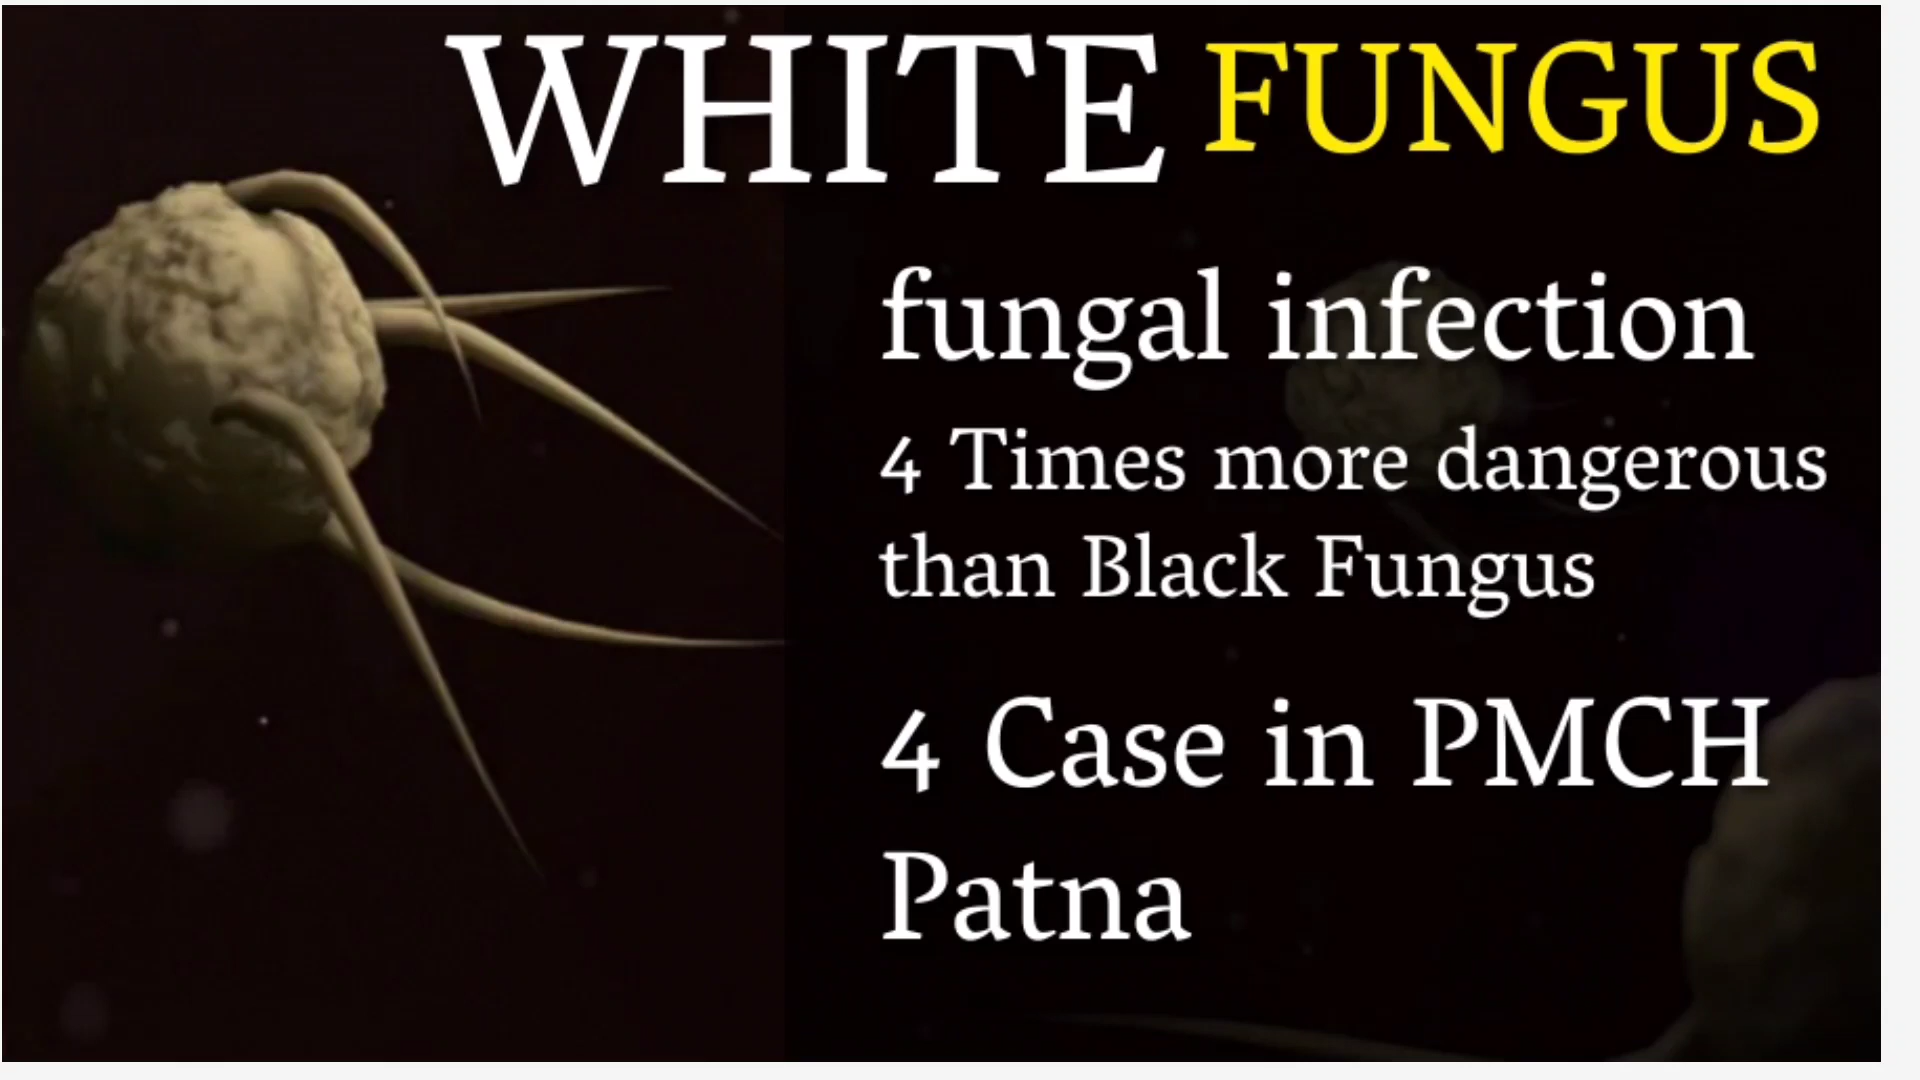 WHITE FUNGUS
fungal infection
4 Times more dangerous
than Black Fungus
4 Case in PMCH
Patna